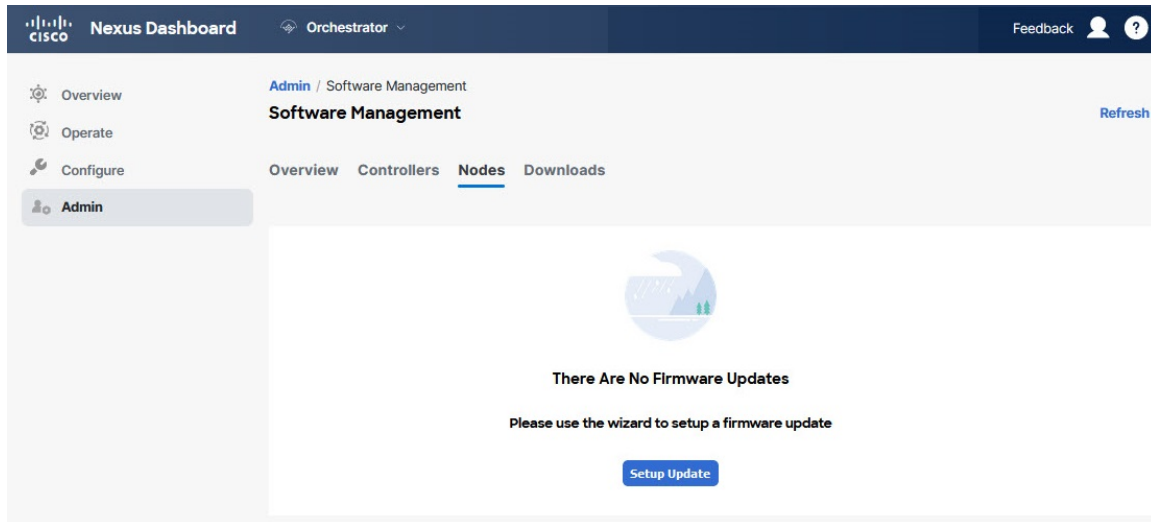 CISCO Nexus Dashboard Orchestrator Feedback ?
Overview
Operate
Configure
Admin
Admin / Software Management
Software Management
Refresh
Overview Controllers Nodes Downloads
There Are No Firmware Updates
Please use the wizard to setup a firmware update
Setup Update